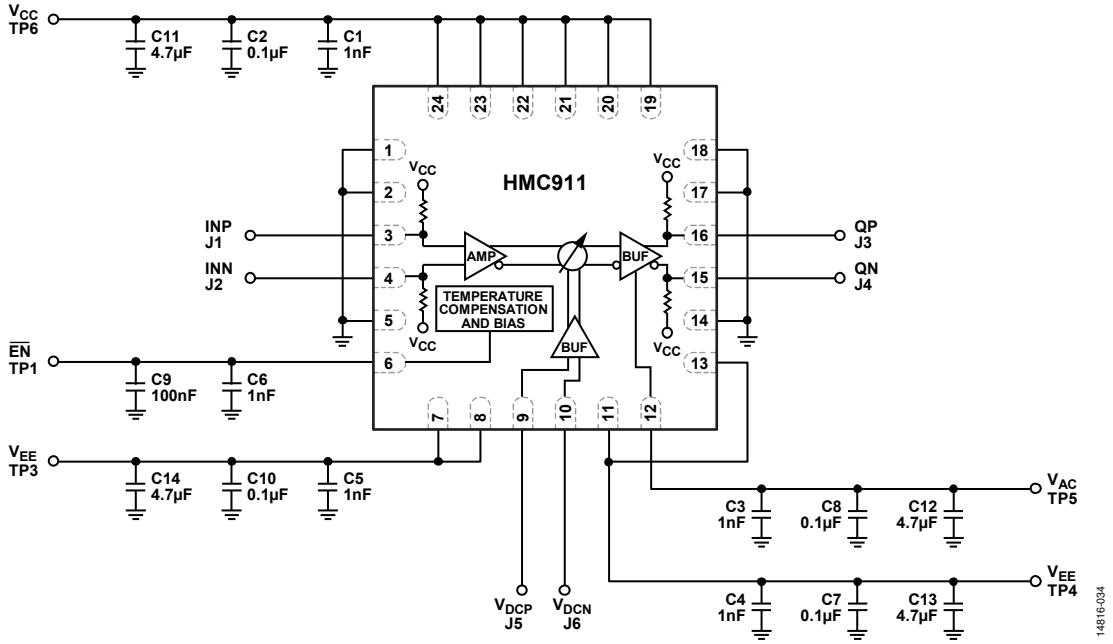 VCC
TP6
C11
4.7µF
C2
0.1µF
C1
1nF
24
23
22
21
20
19
1
2
3
4
5
6
18
17
16
15
14
13
VCC
HMC911
VCC
INP
J1
INN
J2
AMP
BUF
QP
J3
QN
J4
TEMPERATURE
COMPENSATION
AND BIAS
VCC
BUF
VCC
EN
TP1
C9
100nF
C6
1nF
7
8
9
10
11
12
VEE
TP3
C14
4.7µF
C10
0.1µF
C5
1nF
C3
1nF
C8
0.1µF
C12
4.7µF
VAC
TP5
VDCP
J5
VDCN
J6
C4
1nF
C7
0.1µF
C13
4.7µF
VEE
TP4
14816-034